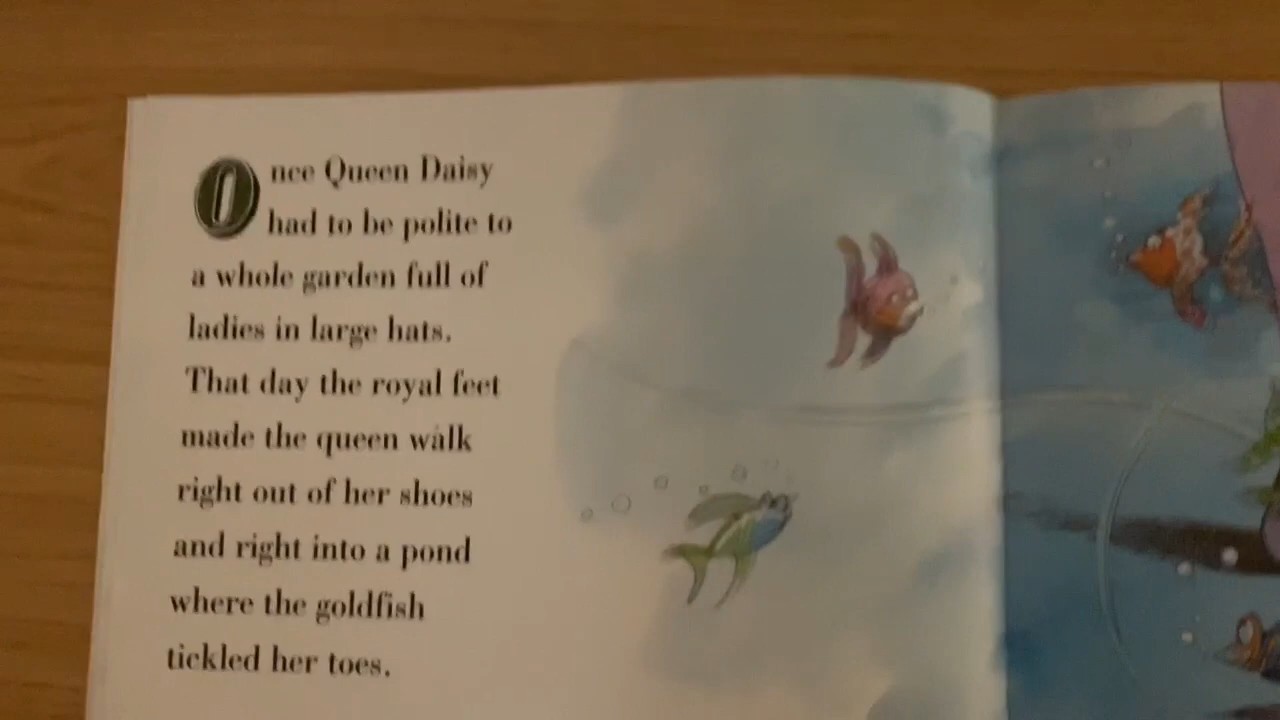 Once Queen Daisy
had to be polite to
a whole garden full of
ladies in large hats.
That day the royal feet
made the queen walk
right out of her shoes
and right into a pond
where the goldfish
tickled her toes.